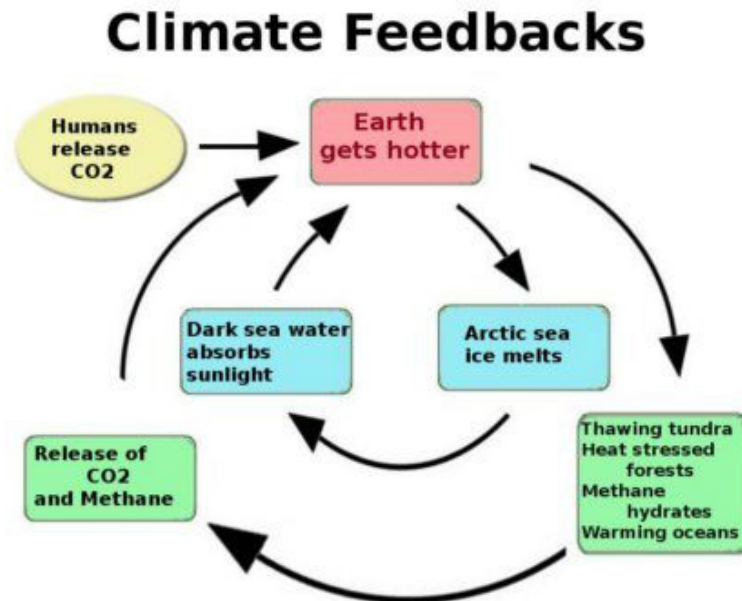 Climate Feedbacks
Humans
release
CO2
Earth
gets hotter
Dark sea water
absorbs
sunlight
Arctic sea
ice melts
Release of
CO2
and Methane
Thawing tundra
Heat stressed
forests
Methane
hydrates
Warming oceans